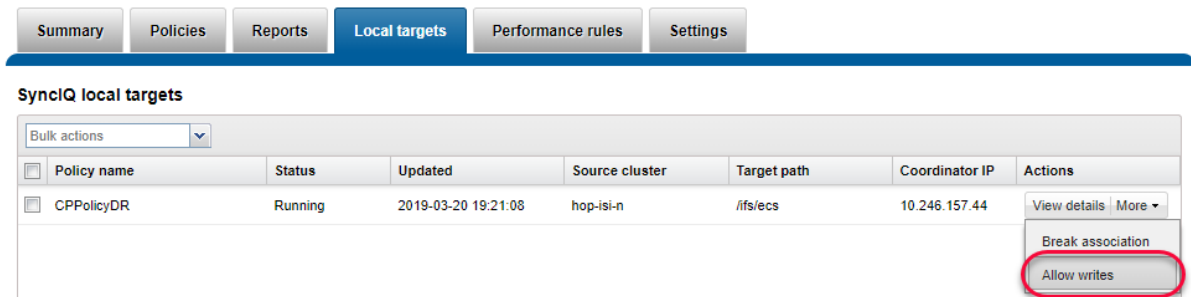 Summary Policies Reports Local targets Performance rules Settings
SyncIQ local targets
Bulk actions
Policy name Status Updated Source cluster Target path Coordinator IP Actions
CPPolicyDR Running 2019-03-20 19:21:08 hop-isi-n /ifs/ecs 10.246.157.44 View details More
Break association
Allow writes